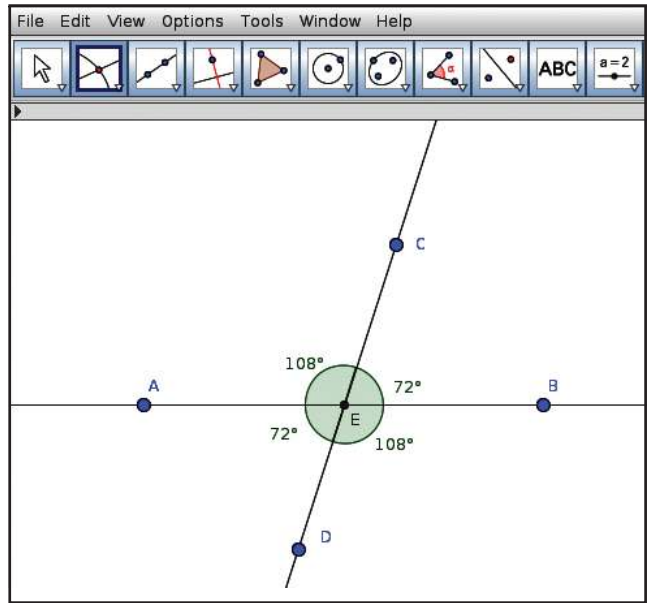 File Edit View Options Tools Window Help
α ABC a=2
C
108°
A 72° B
E
72° 108°
D